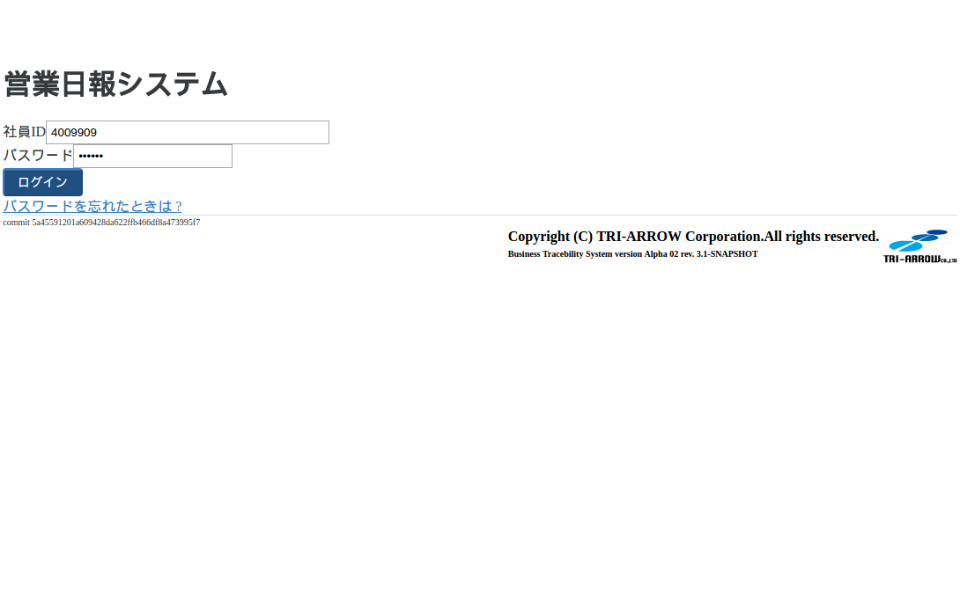 営業日報システム
社員ID 4009909
パスワード ••••••
ログイン
パスワードを忘れたときは？
commit 5a45591201a609428da622ffb466df8a473995f7
Copyright (C) TRI-ARROW Corporation.All rights reserved.
Business Tracebility System version Alpha 02 rev. 3.1-SNAPSHOT
TRI-ARROW CO.,LTD